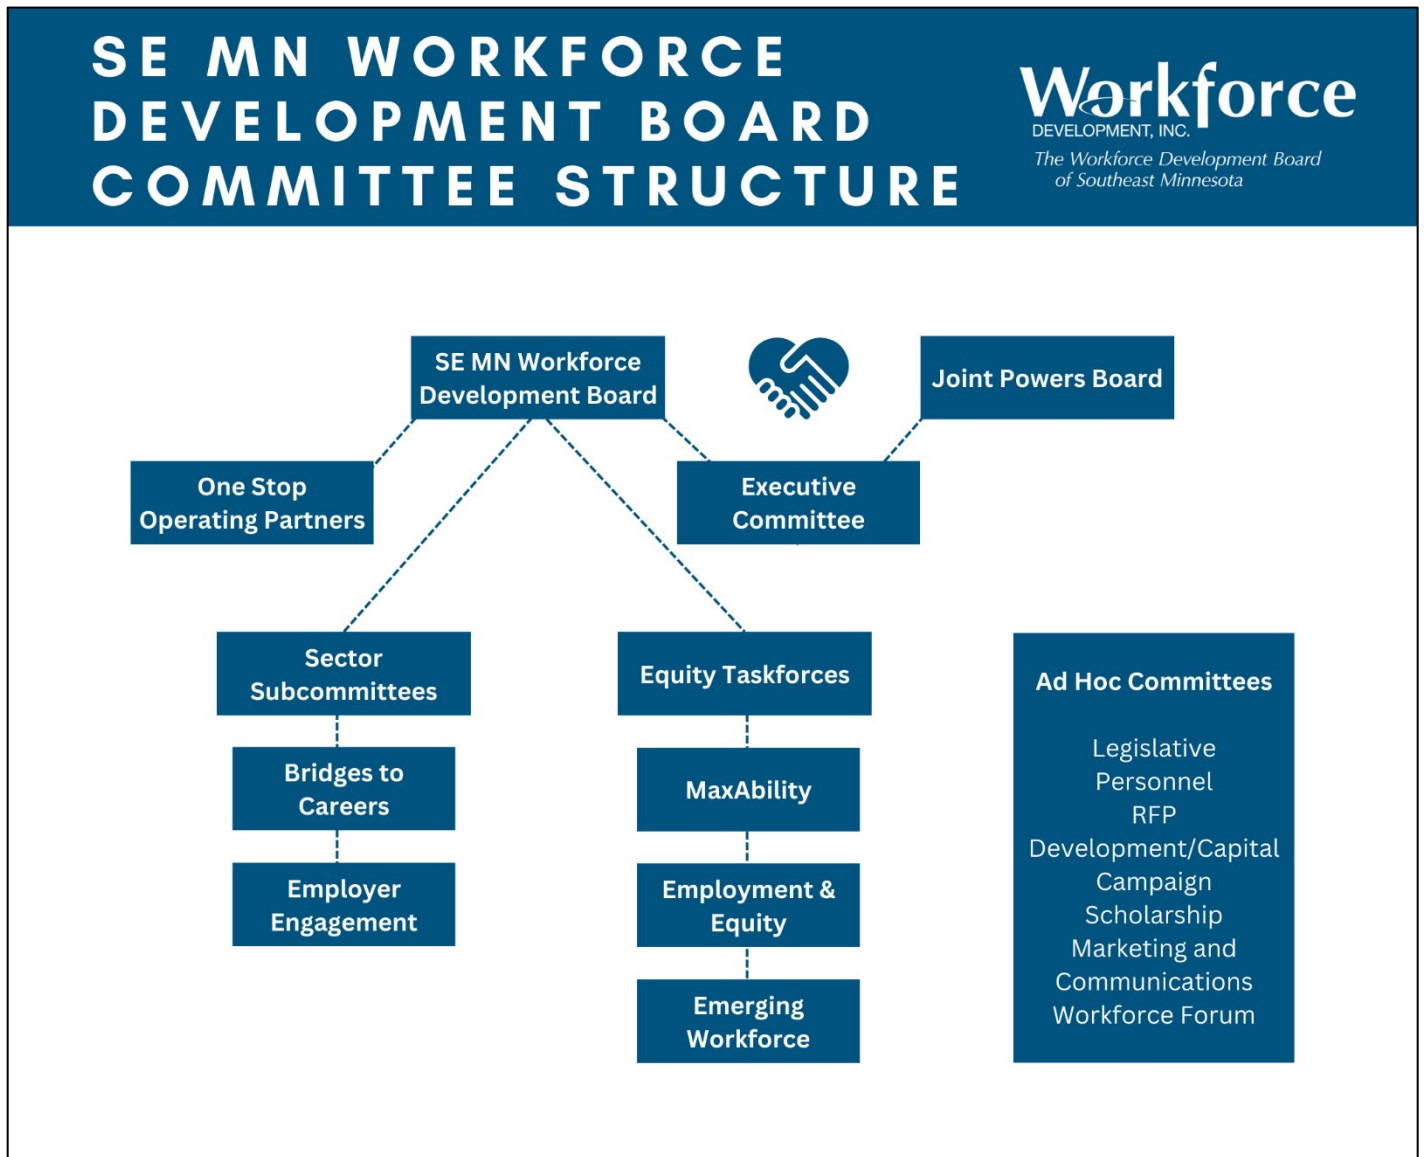 SE MN WORKFORCE
DEVELOPMENT BOARD
COMMITTEE STRUCTURE
Workforce
DEVELOPMENT, INC.
The Workforce Development Board
of Southeast Minnesota
SE MN Workforce
Development Board
Joint Powers Board
One Stop
Operating Partners
Executive
Committee
Sector
Subcommittees
Equity Taskforces
Bridges to
Careers
MaxAbility
Employer
Engagement
Employment &
Equity
Emerging
Workforce
Ad Hoc Committees
Legislative
Personnel
RFP
Development/Capital
Campaign
Scholarship
Marketing and
Communications
Workforce Forum